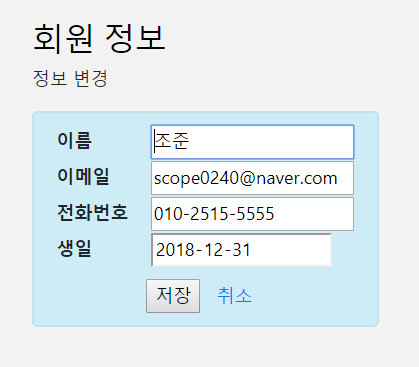 회원 정보
정보 변경
이름 조준
이메일 scope0240@naver.com
전화번호 010-2515-5555
생일 2018-12-31
저장 취소